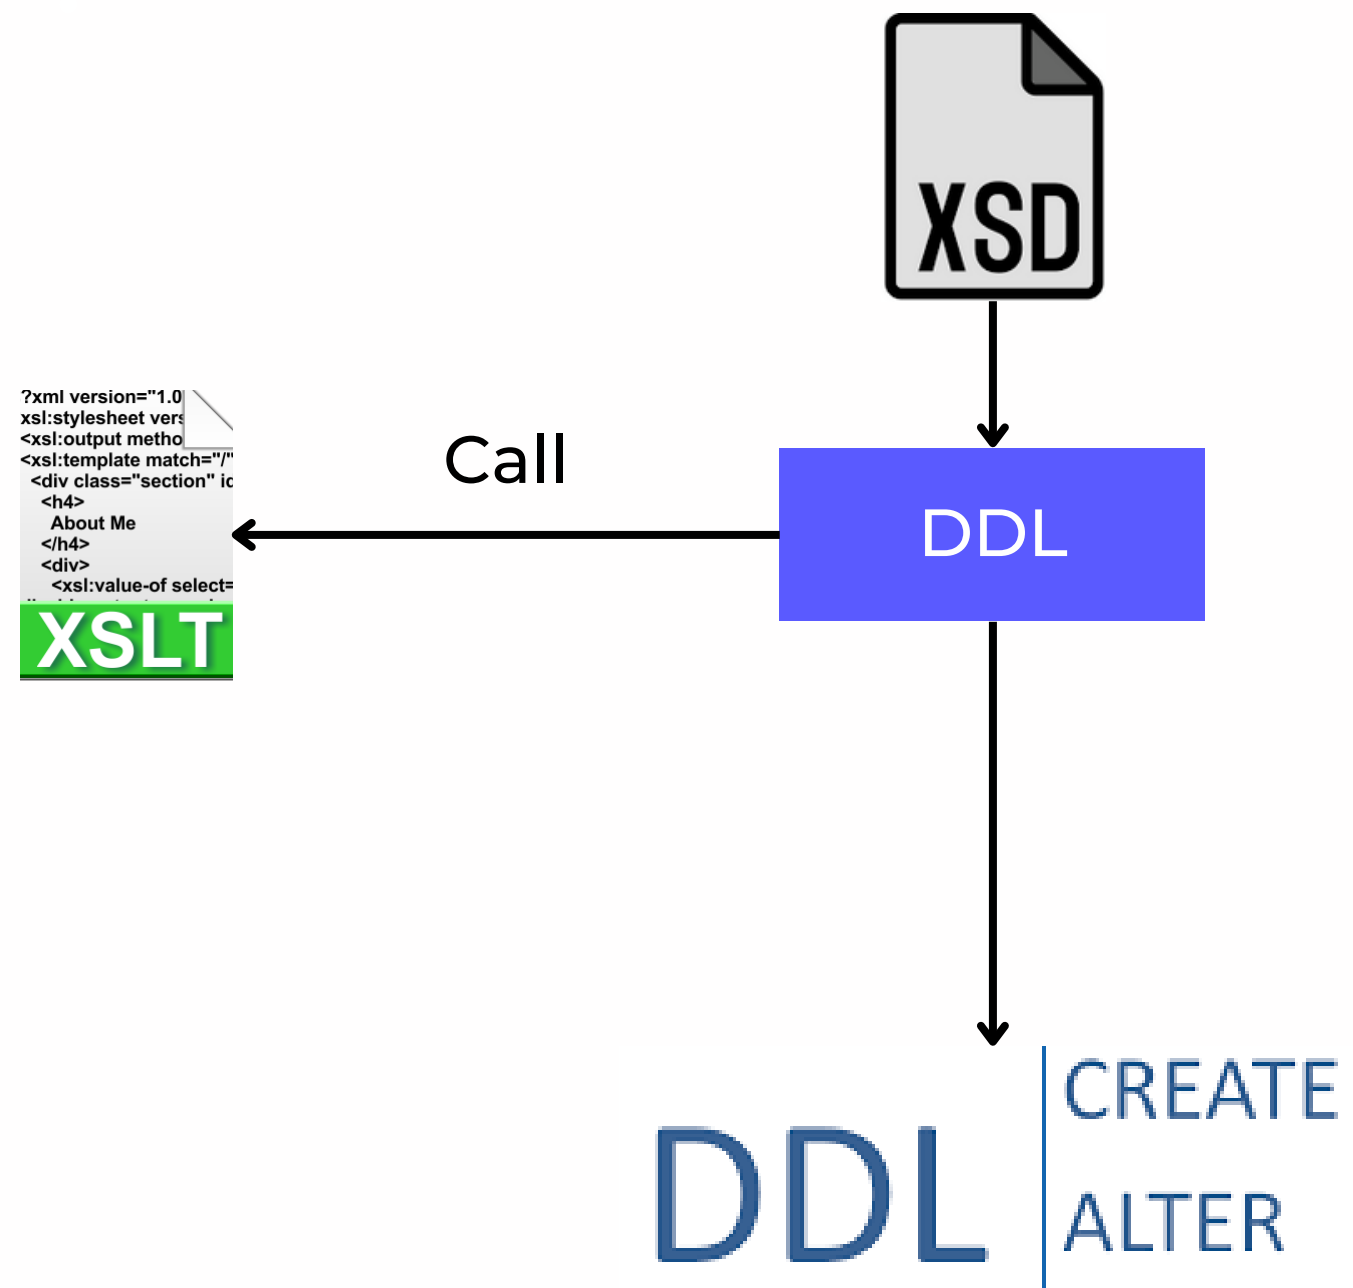 XSD
?xml version="1.0
xsl:stylesheet vers
<xsl:output metho
<xsl:template match="/"
<div class="section" id
<h4>
About Me
</h4>
<div>
<xsl:value-of select=
XSLT
Call
DDL
DDL
CREATE
ALTER